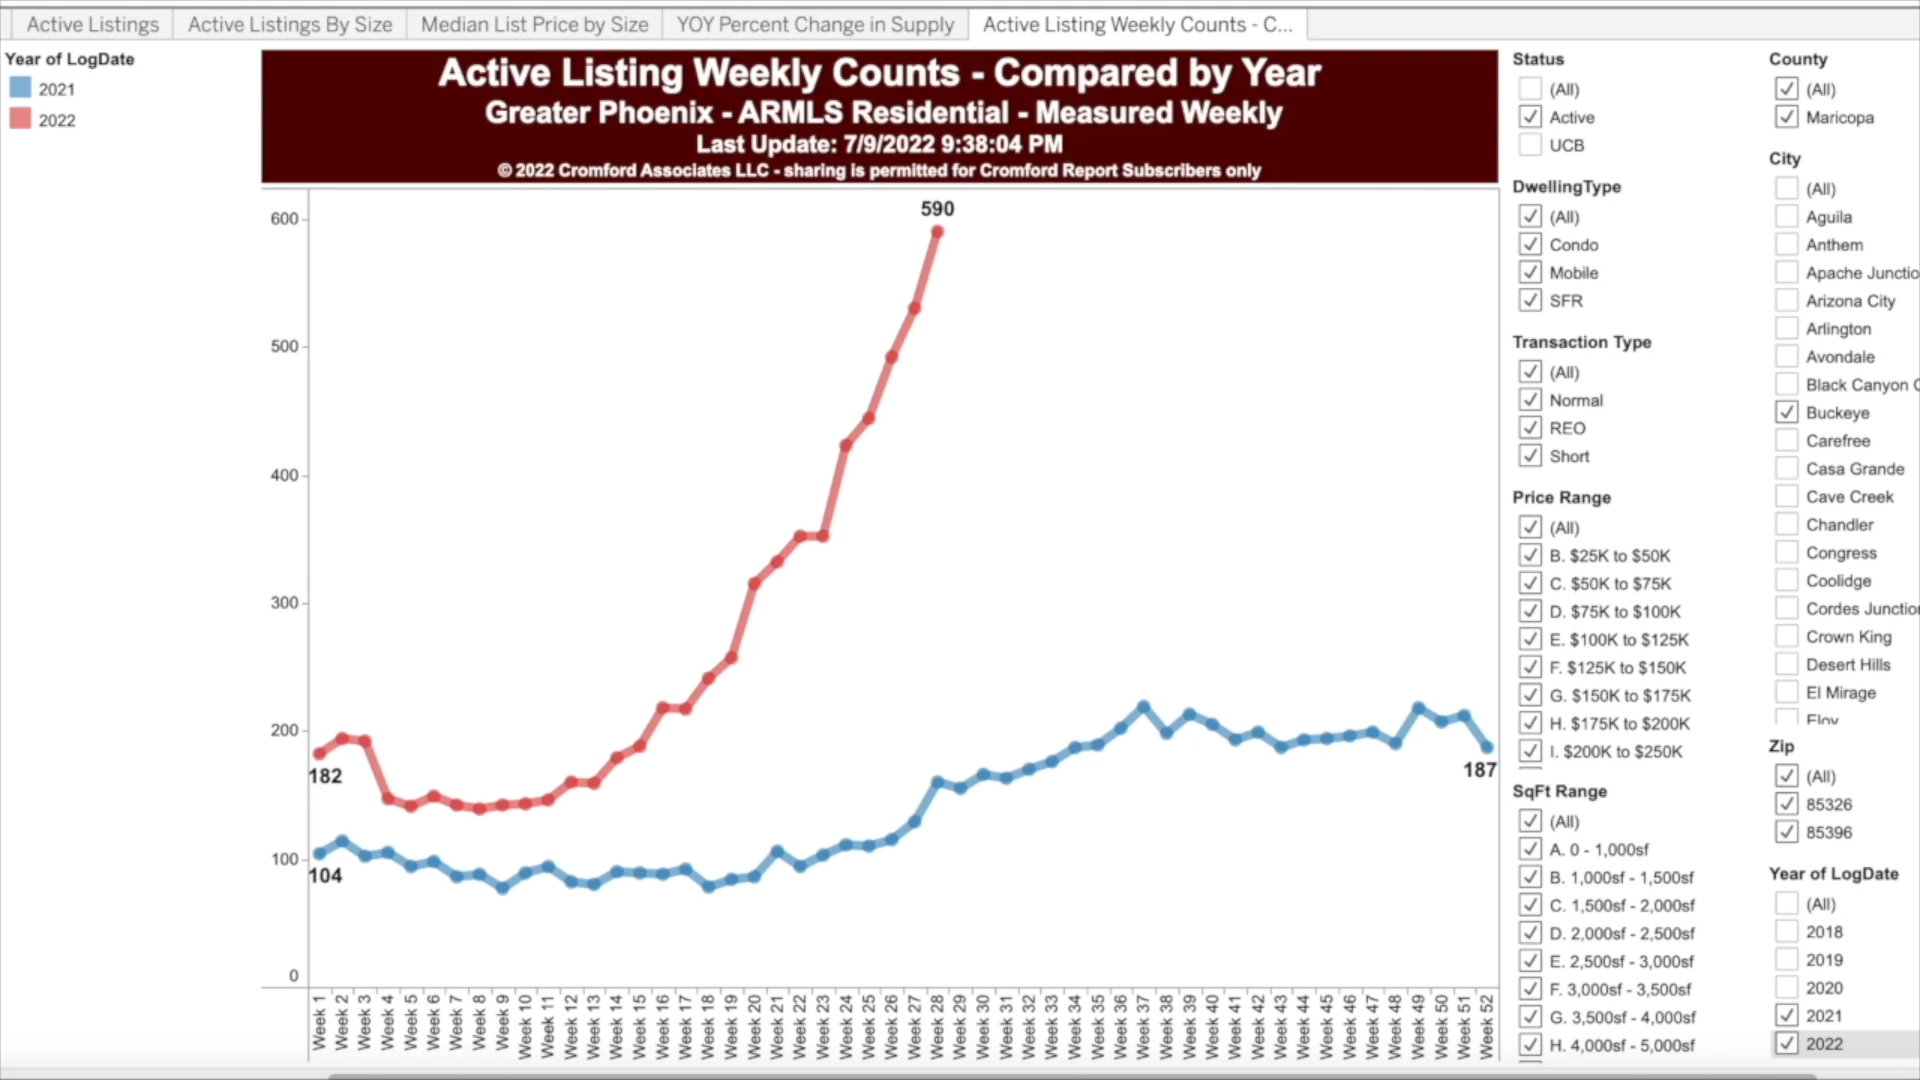 Active Listings
Active Listings By Size
Median List Price by Size
YOY Percent Change in Supply
Active Listing Weekly Counts - C...
Year of LogDate
2021
2022
Active Listing Weekly Counts - Compared by Year
Greater Phoenix - ARMLS Residential - Measured Weekly
Last Update: 7/9/2022 9:38:04 PM
© 2022 Cromford Associates LLC - sharing is permitted for Cromford Report Subscribers only
600
500
400
300
200
100
0
590
182
104
187
Week 1
Week 2
Week 3
Week 4
Week 5
Week 6
Week 7
Week 8
Week 9
Week 10
Week 11
Week 12
Week 13
Week 14
Week 15
Week 16
Week 17
Week 18
Week 19
Week 20
Week 21
Week 22
Week 23
Week 24
Week 25
Week 26
Week 27
Week 28
Week 29
Week 30
Week 31
Week 32
Week 33
Week 34
Week 35
Week 36
Week 37
Week 38
Week 39
Week 40
Week 41
Week 42
Week 43
Week 44
Week 45
Week 46
Week 47
Week 48
Week 49
Week 50
Week 51
Week 52
Status
(All)
Active
UCB
DwellingType
(All)
Condo
Mobile
SFR
Transaction Type
(All)
Normal
REO
Short
Price Range
(All)
B. $25K to $50K
C. $50K to $75K
D. $75K to $100K
E. $100K to $125K
F. $125K to $150K
G. $150K to $175K
H. $175K to $200K
I. $200K to $250K
SqFt Range
(All)
A. 0 - 1,000sf
B. 1,000sf - 1,500sf
C. 1,500sf - 2,000sf
D. 2,000sf - 2,500sf
E. 2,500sf - 3,000sf
F. 3,000sf - 3,500sf
G. 3,500sf - 4,000sf
H. 4,000sf - 5,000sf
County
(All)
Maricopa
City
(All)
Aguila
Anthem
Apache Junctio
Arizona City
Arlington
Avondale
Black Canyon C
Buckeye
Carefree
Casa Grande
Cave Creek
Chandler
Congress
Coolidge
Cordes Junction
Crown King
Desert Hills
El Mirage
Eloy
Zip
(All)
85326
85396
Year of LogDate
(All)
2018
2019
2020
2021
2022